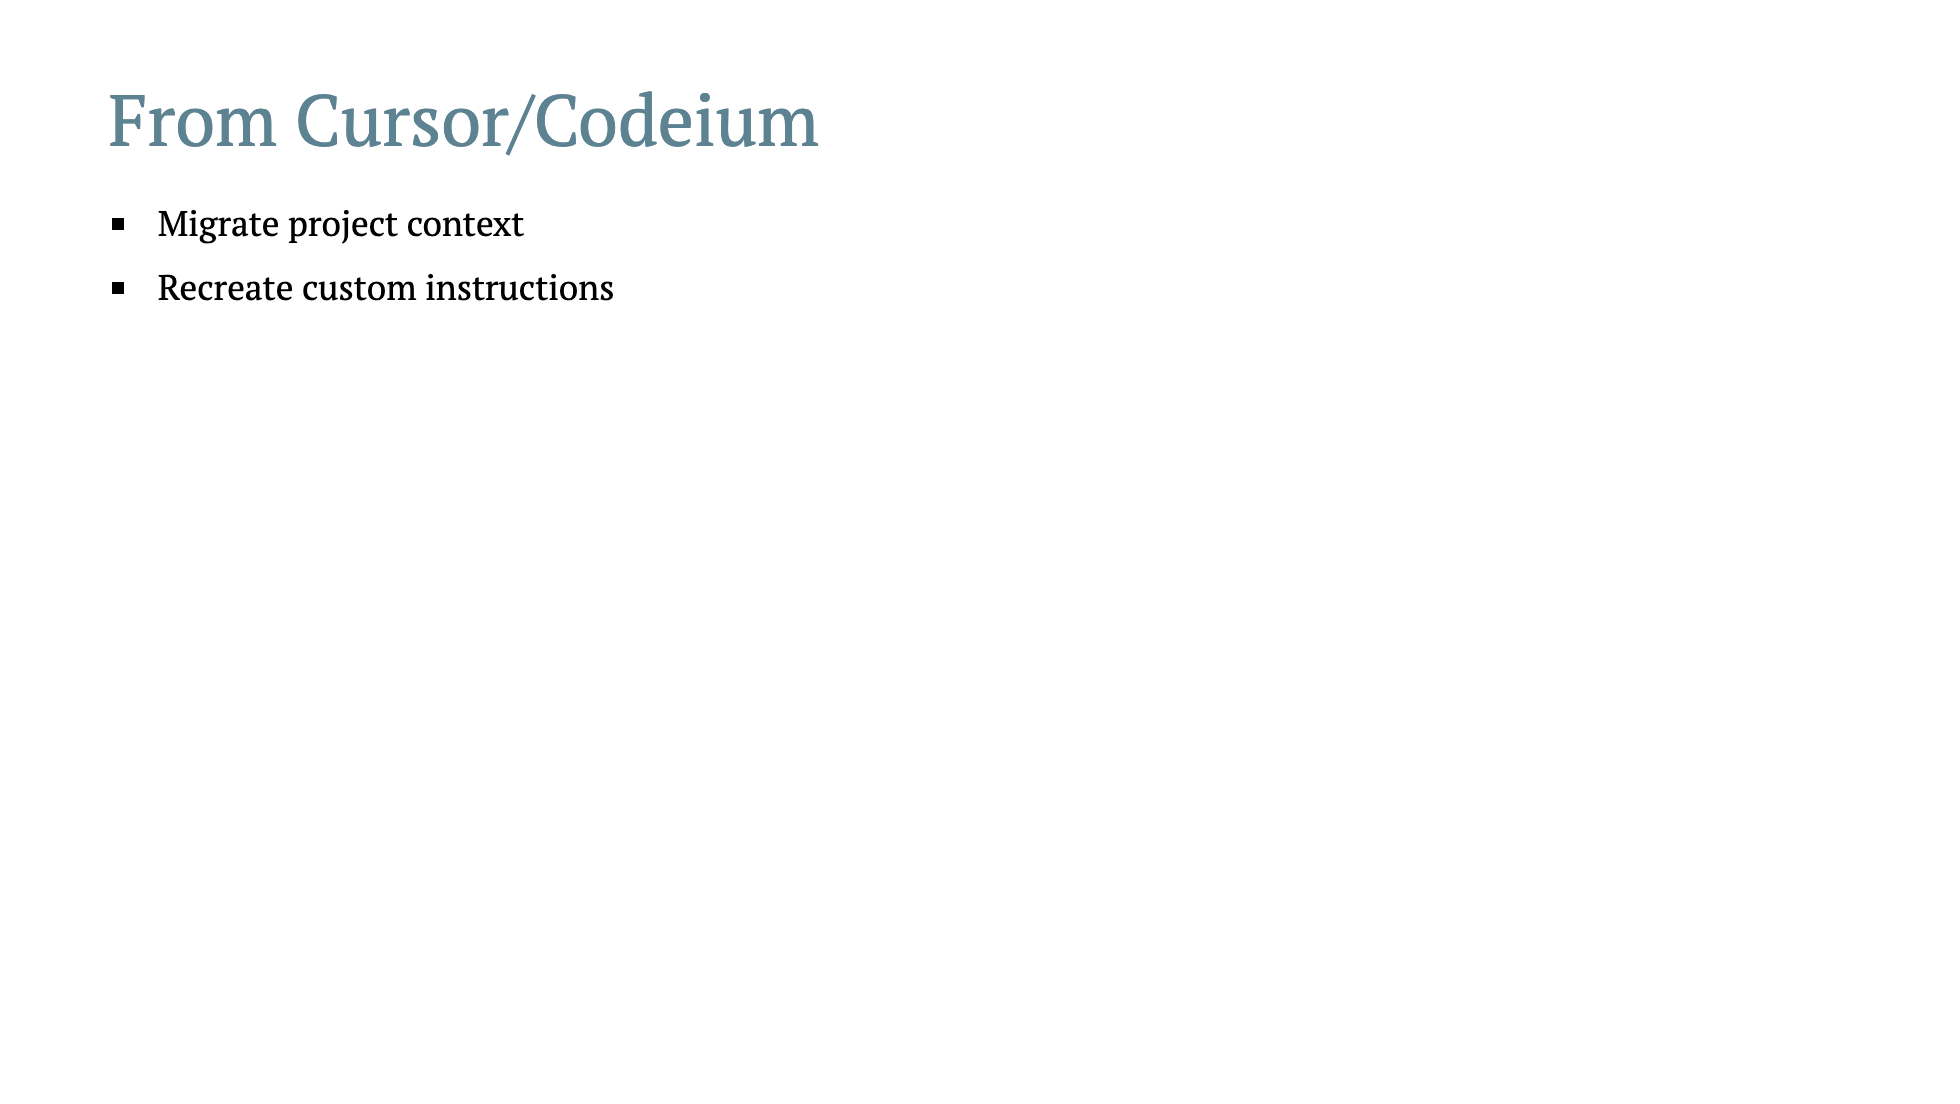 From Cursor/Codeium
▪ Migrate project context
▪ Recreate custom instructions